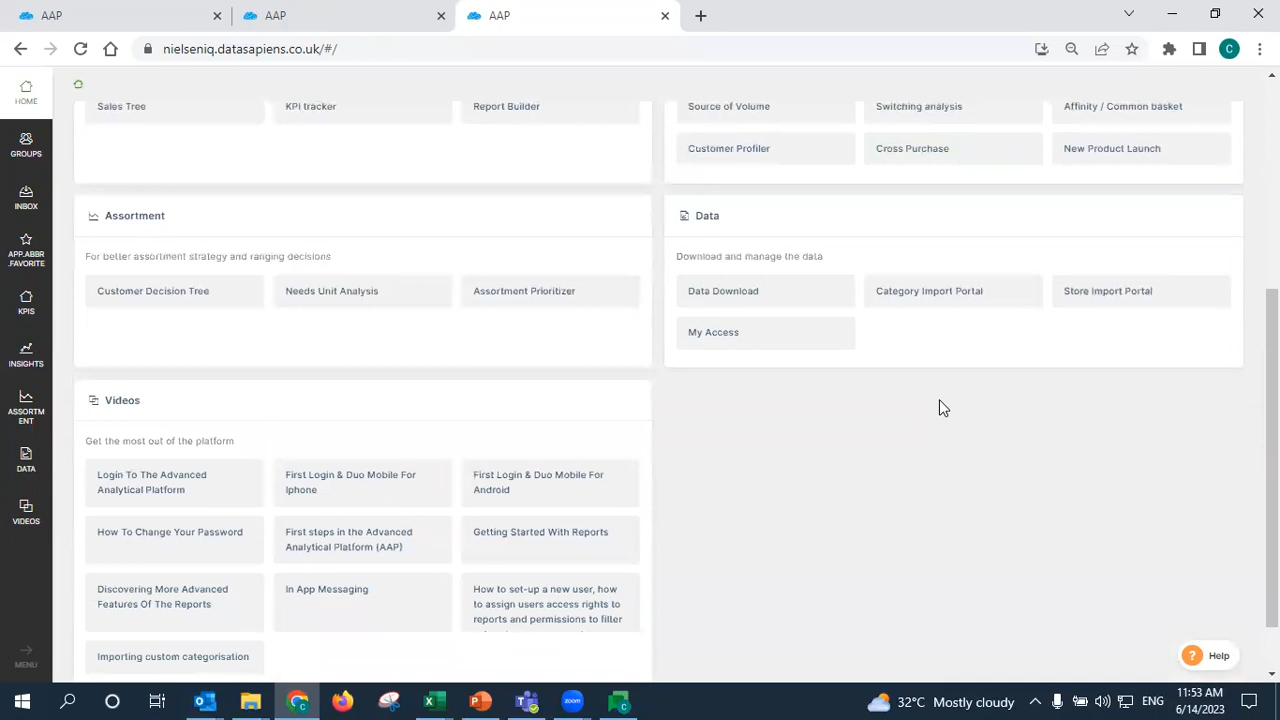 AAP
AAP
AAP
nielseniq.datasapiens.co.uk/#/
C
HOME
GROUPS
INBOX
APP.ABBR
.FAVORITE
KPIS
INSIGHTS
ASSORTM
ENT
DATA
VIDEOS
MENU
Sales Tree
KPI tracker
Report Builder
Source of Volume
Switching analysis
Affinity / Common basket
Customer Profiler
Cross Purchase
New Product Launch
Assortment
For better assortment strategy and ranging decisions
Customer Decision Tree
Needs Unit Analysis
Assortment Prioritizer
Data
Download and manage the data
Data Download
Category Import Portal
Store Import Portal
My Access
Videos
Get the most out of the platform
Login To The Advanced
Analytical Platform
First Login & Duo Mobile For
Iphone
First Login & Duo Mobile For
Android
How To Change Your Password
First steps in the Advanced
Analytical Platform (AAP)
Getting Started With Reports
Discovering More Advanced
Features Of The Reports
In App Messaging
How to set-up a new user, how
to assign users access rights to
reports and permissions to filler
Importing custom categorisation
? Help
32°C Mostly cloudy
ENG
11:53 AM
6/14/2023